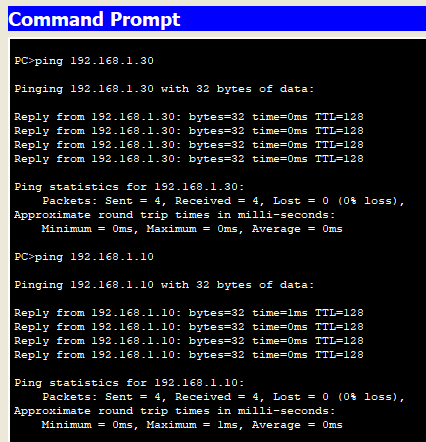 Command Prompt
PC>ping 192.168.1.30
Pinging 192.168.1.30 with 32 bytes of data:
Reply from 192.168.1.30: bytes=32 time=0ms TTL=128
Reply from 192.168.1.30: bytes=32 time=0ms TTL=128
Reply from 192.168.1.30: bytes=32 time=0ms TTL=128
Reply from 192.168.1.30: bytes=32 time=0ms TTL=128
Ping statistics for 192.168.1.30:
Packets: Sent = 4, Received = 4, Lost = 0 (0% loss),
Approximate round trip times in milli-seconds:
Minimum = 0ms, Maximum = 0ms, Average = 0ms
PC>ping 192.168.1.10
Pinging 192.168.1.10 with 32 bytes of data:
Reply from 192.168.1.10: bytes=32 time=1ms TTL=128
Reply from 192.168.1.10: bytes=32 time=0ms TTL=128
Reply from 192.168.1.10: bytes=32 time=0ms TTL=128
Reply from 192.168.1.10: bytes=32 time=0ms TTL=128
Ping statistics for 192.168.1.10:
Packets: Sent = 4, Received = 4, Lost = 0 (0% loss),
Approximate round trip times in milli-seconds:
Minimum = 0ms, Maximum = 1ms, Average = 0ms